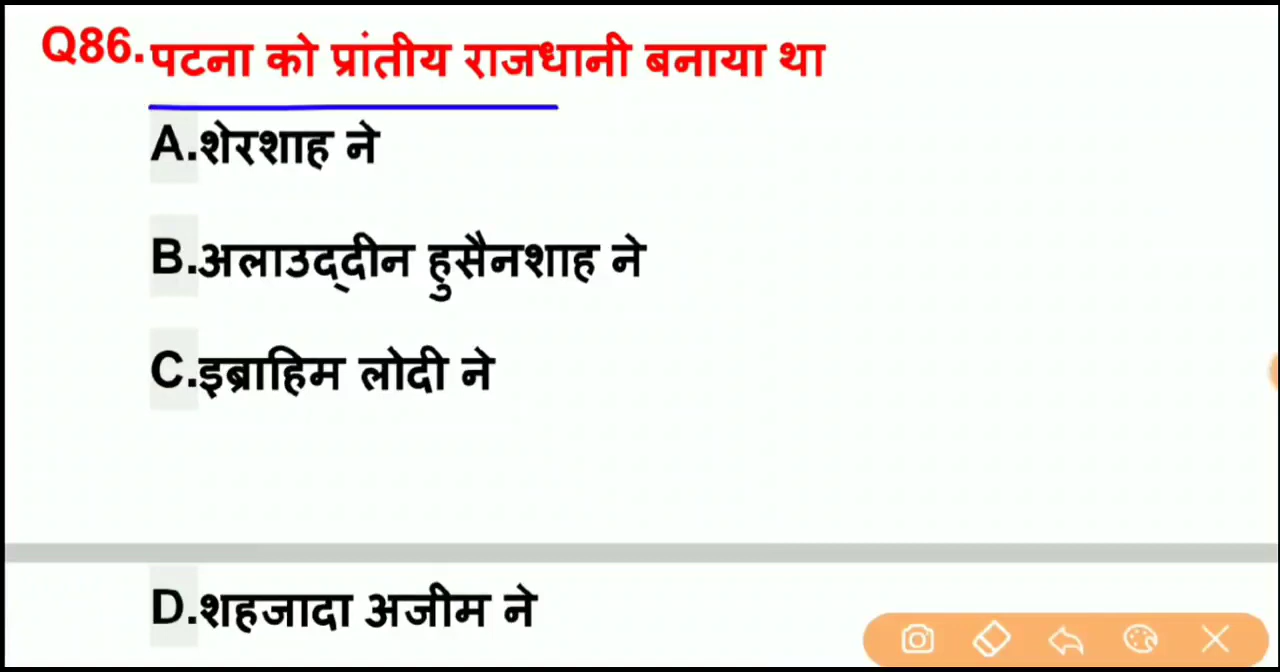 Q86.पटना को प्रांतीय राजधानी बनाया था
A.शेरशाह ने
B.अलाउद्दीन हुसैनशाह ने
C.इब्राहिम लोदी ने
D.शहजादा अजीम ने